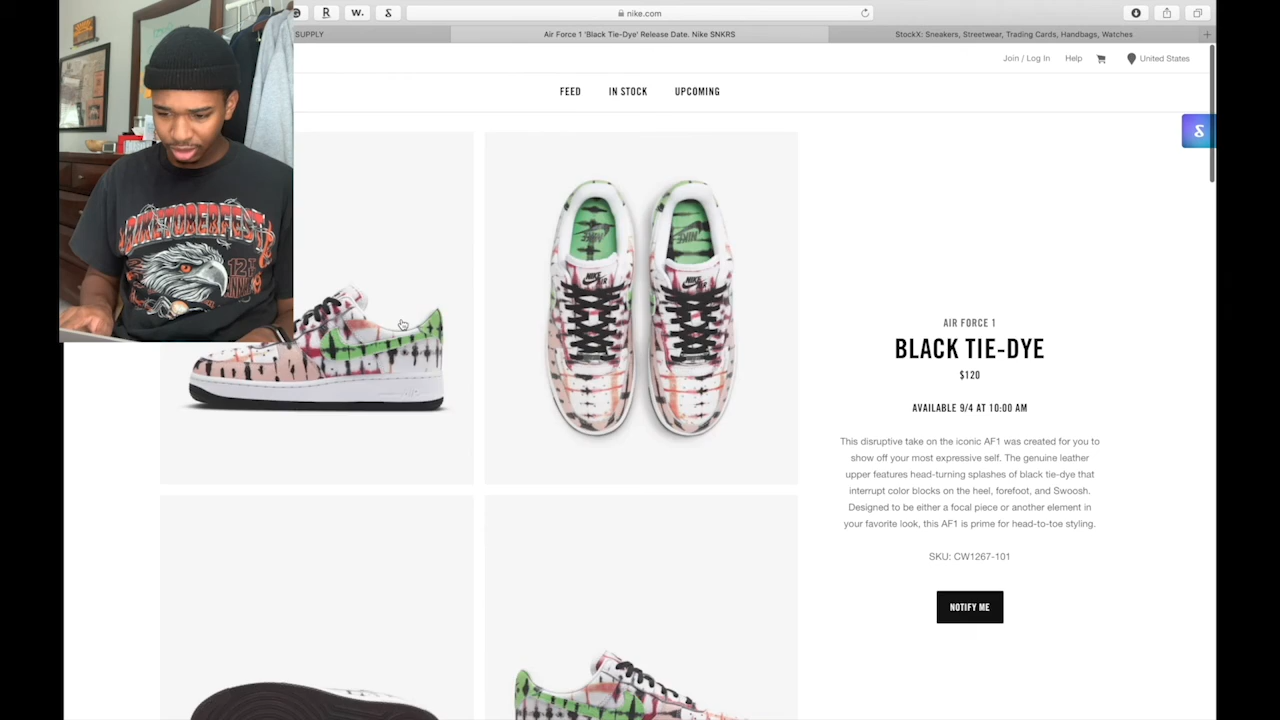 R
W.
nike.com
SUPPLY
Air Force 1 'Black Tie-Dye' Release Date. Nike SNKRS
StockX: Sneakers, Streetwear, Trading Cards, Handbags, Watches
Join / Log In
Help
United States
FEED
IN STOCK
UPCOMING
NIKE
AIR
AIR FORCE 1
BLACK TIE-DYE
$120
AVAILABLE 9/4 AT 10:00 AM
This disruptive take on the iconic AF1 was created for you to
show off your most expressive self. The genuine leather
upper features head-turning splashes of black tie-dye that
interrupt color blocks on the heel, forefoot, and Swoosh.
Designed to be either a focal piece or another element in
your favorite look, this AF1 is prime for head-to-toe styling.
SKU: CW1267-101
NOTIFY ME